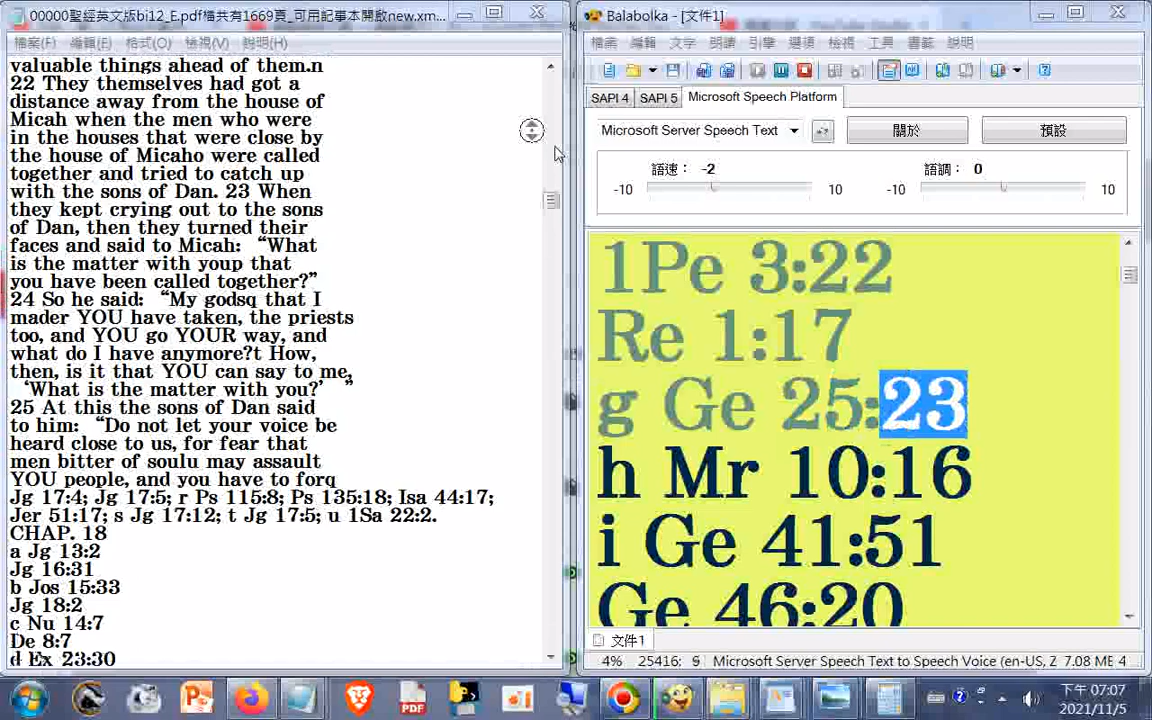 00000聖經英文版bi12_E.pdf檔共有1669頁_可用記事本開啟new.xm...
檔案(F) 編輯(E) 格式(O) 檢視(V) 說明(H)
valuable things ahead of them.n
22 They themselves had got a
distance away from the house of
Micah when the men who were
in the houses that were close by
the house of Micaho were called
together and tried to catch up
with the sons of Dan. 23 When
they kept crying out to the sons
of Dan, then they turned their
faces and said to Micah: “What
is the matter with youp that
you have been called together?”
24 So he said: “My godsq that I
mader YOU have taken, the priests
too, and YOU go YOUR way, and
what do I have anymore?t How,
then, is it that YOU can say to me,
‘What is the matter with you?’ ”
25 At this the sons of Dan said
to him: “Do not let your voice be
heard close to us, for fear that
men bitter of soulu may assault
YOU people, and you have to forq
Jg 17:4; Jg 17:5; r Ps 115:8; Ps 135:18; Isa 44:17;
Jer 51:17; s Jg 17:12; t Jg 17:5; u 1Sa 22:2.
CHAP. 18
a Jg 13:2
Jg 16:31
b Jos 15:33
Jg 18:2
c Nu 14:7
De 8:7
d Ex 23:30
Balabolka - [文件1]
檔案 編輯 文字 朗讀 引擎 選項 檢視 工具 書籤 說明
SAPI 4 SAPI 5 Microsoft Speech Platform
Microsoft Server Speech Text 關於 預設
語速： -2 語調： 0
-10 10 -10 10
1Pe 3:22
Re 1:17
g Ge 25:23
h Mr 10:16
i Ge 41:51
Ge 46:20
文件1
4% 25416: 9 Microsoft Server Speech Text to Speech Voice (en-US, Z 7.08 ME 4
PDF
下午 07:07
2021/11/5